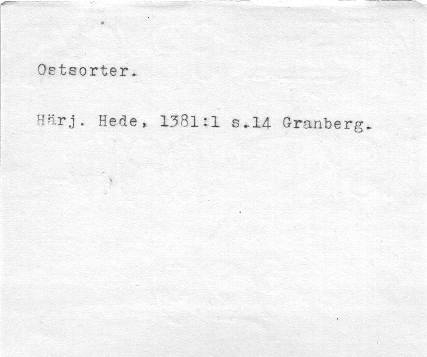 Ostsorter.
Härj. Hede, 1381:1 s.14 Granberg.